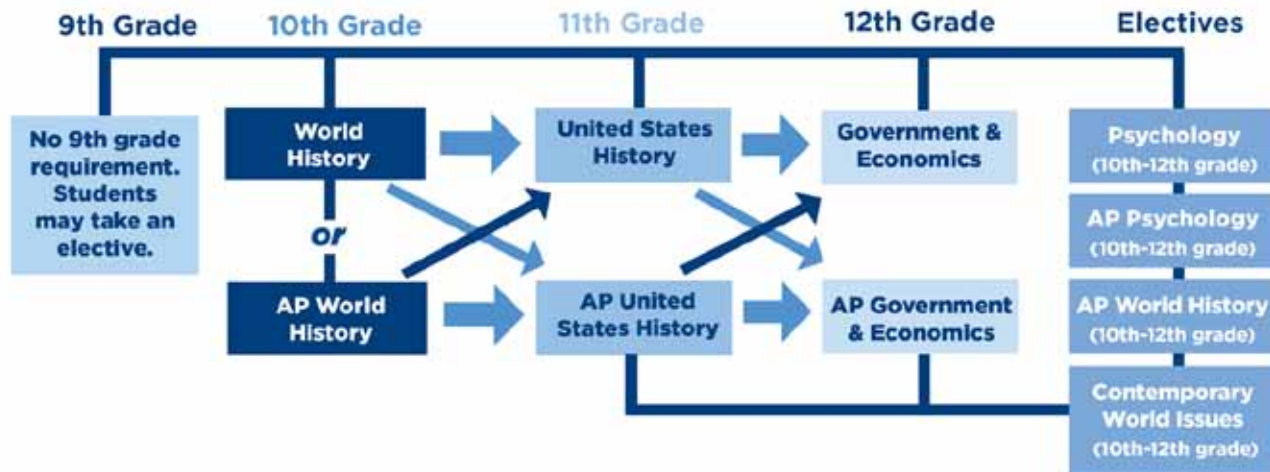 9th Grade
10th Grade
11th Grade
12th Grade
Electives
No 9th grade
requirement.
Students
may take an
elective.
World
History
or
AP World
History
United States
History
AP United
States History
Government &
Economics
AP Government
& Economics
Psychology
(10th-12th grade)
AP Psychology
(10th-12th grade)
AP World History
(10th-12th grade)
Contemporary
World Issues
(10th-12th grade)